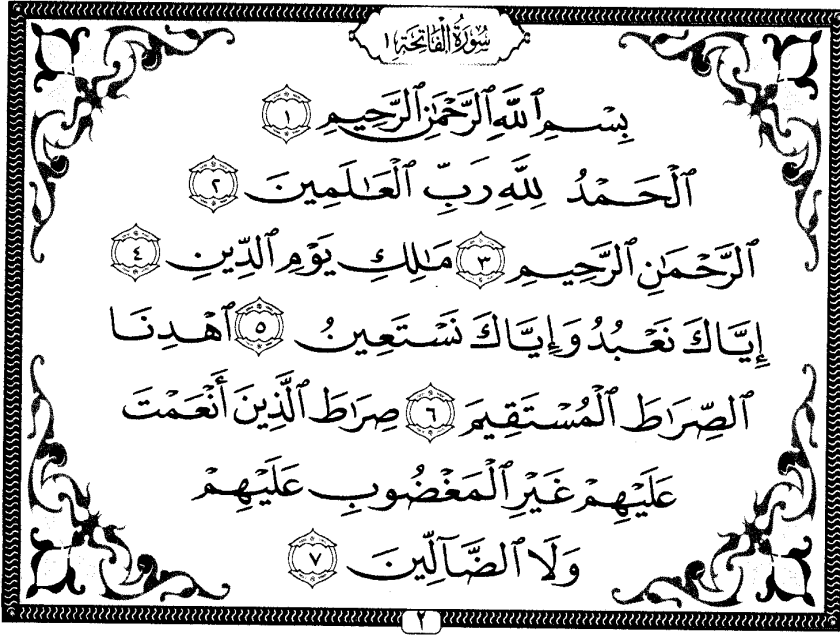 سُورَةُ الْفَاتِحَةِ ١
بِسْمِ ٱللَّهِ ٱلرَّحْمَٰنِ ٱلرَّحِيمِ ١
ٱلْحَمْدُ لِلَّهِ رَبِّ ٱلْعَٰلَمِينَ ٢
ٱلرَّحْمَٰنِ ٱلرَّحِيمِ ٣ مَٰلِكِ يَوْمِ ٱلدِّينِ ٤
إِيَّاكَ نَعْبُدُ وَإِيَّاكَ نَسْتَعِينُ ٥ ٱهْدِنَا
ٱلصِّرَٰطَ ٱلْمُسْتَقِيمَ ٦ صِرَٰطَ ٱلَّذِينَ أَنْعَمْتَ
عَلَيْهِمْ غَيْرِ ٱلْمَغْضُوبِ عَلَيْهِمْ
وَلَا ٱلضَّآلِّينَ ٧
٢